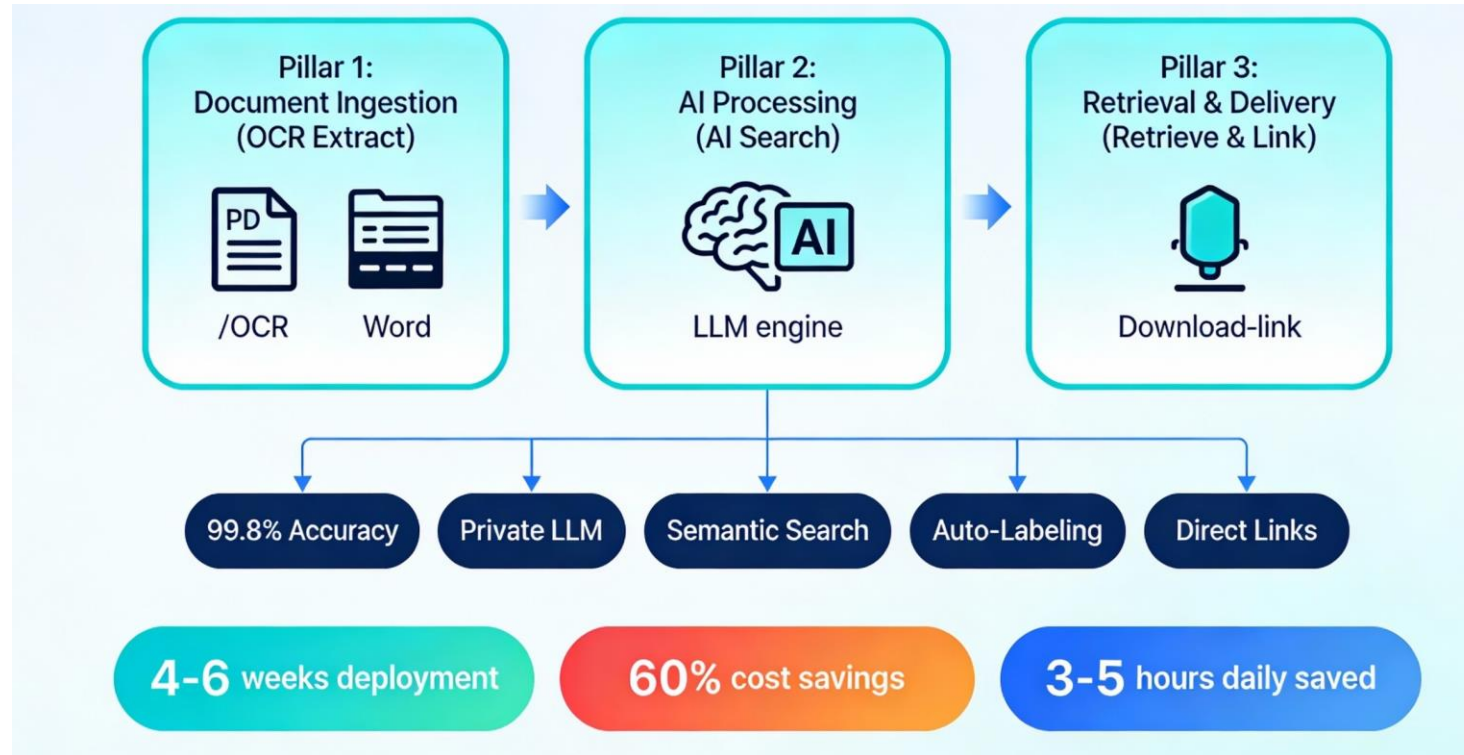 Pillar 1:
Document Ingestion
(OCR Extract)
PD
/OCR
Word
Pillar 2:
AI Processing
(AI Search)
AI
LLM engine
Pillar 3:
Retrieval & Delivery
(Retrieve & Link)
Download-link
99.8% Accuracy
Private LLM
Semantic Search
Auto-Labeling
Direct Links
4-6 weeks deployment
60% cost savings
3-5 hours daily saved